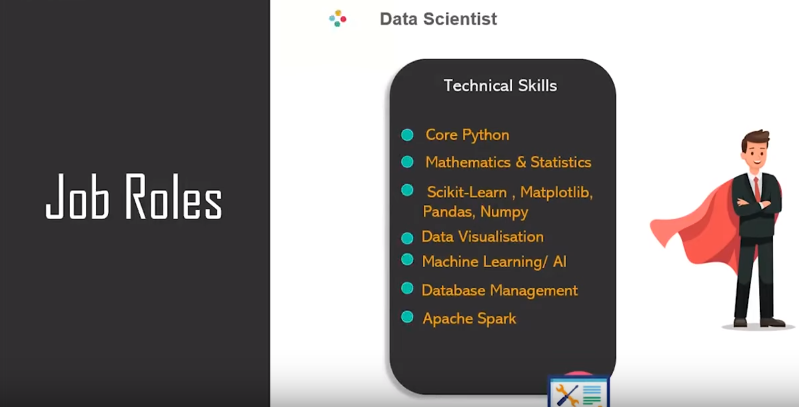 Data Scientist
Job Roles
Technical Skills
Core Python
Mathematics & Statistics
Scikit-Learn , Matplotlib,
Pandas, Numpy
Data Visualisation
Machine Learning/ AI
Database Management
Apache Spark